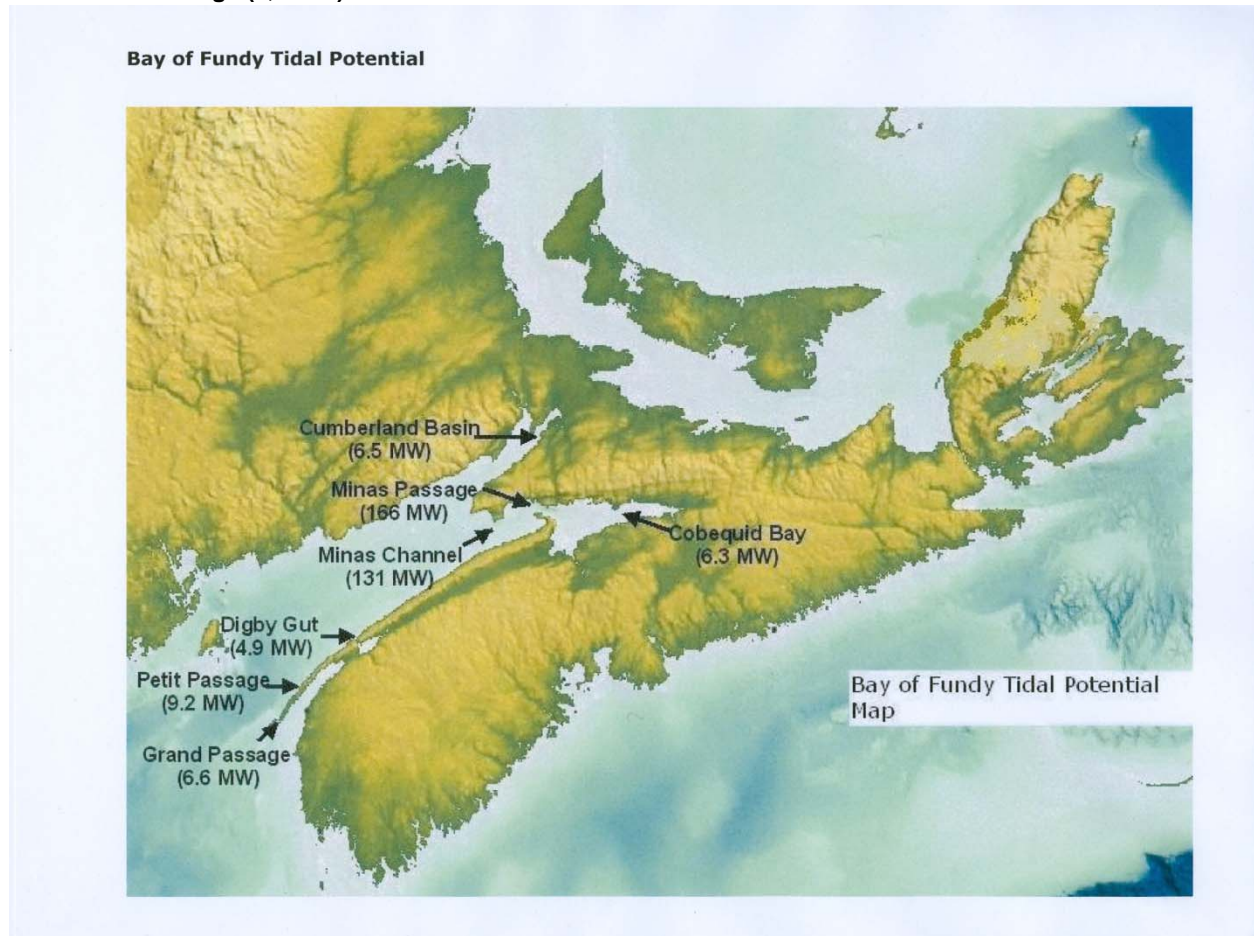 Bay of Fundy Tidal Potential
Cumberland Basin
(6.5 MW)
Minas Passage
(166 MW)
Minas Channel
(131 MW)
Cobequid Bay
(6.3 MW)
Digby Gut
(4.9 MW)
Petit Passage
(9.2 MW)
Grand Passage
(6.6 MW)
Bay of Fundy Tidal Potential
Map